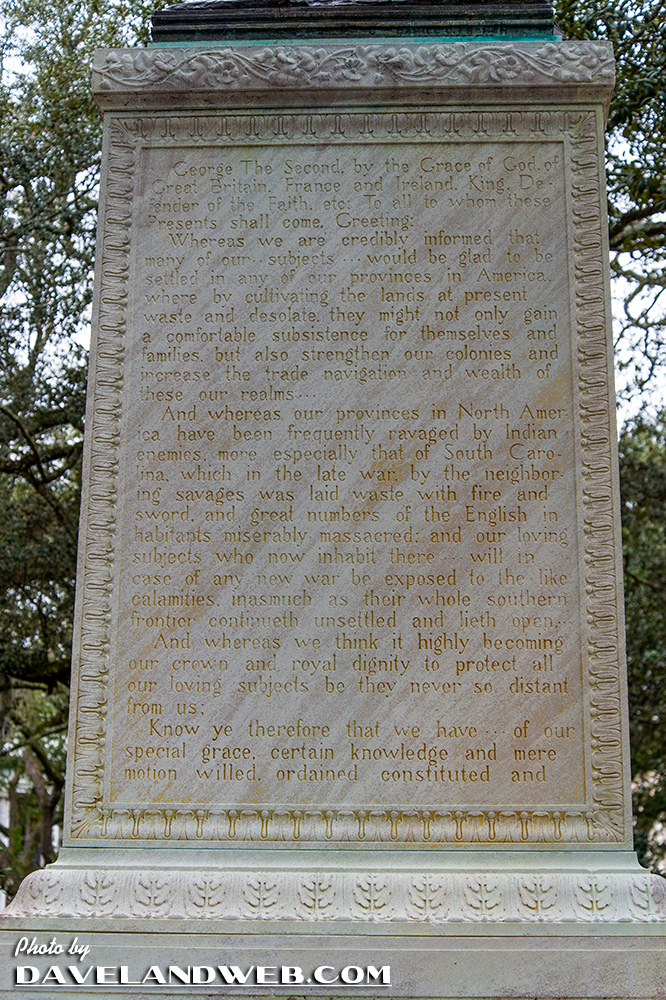 George The Second, by the Grace of God, of
Great Britain, France and Ireland, King, De-
fender of the Faith, etc: To all to whom these
Presents shall come, Greeting:
Whereas we are credibly informed that
many of our ·· subjects ··· would be glad to be
settled in any of our provinces in America,
where by cultivating the lands at present
waste and desolate, they might not only gain
a comfortable subsistence for themselves and
families, but also strengthen our colonies and
increase the trade navigation and wealth of
these our realms ···
And whereas our provinces in North Amer-
ica have been frequently ravaged by Indian
enemies, more especially that of South Caro-
lina, which in the late war, by the neighbor-
ing savages was laid waste with fire and
sword, and great numbers of the English in
habitants miserably massacred; and our loving
subjects who now inhabit there ··· will in
case of any new war be exposed to the like
calamities, inasmuch as their whole southern
frontier continueth unsettled and lieth open,··
And whereas we think it highly becoming
our crown and royal dignity to protect all
our loving subjects be they never so distant
from us;
Know ye therefore that we have ··· of our
special grace, certain knowledge and mere
motion willed, ordained constituted and
Photo by
DAVELANDWEB.COM